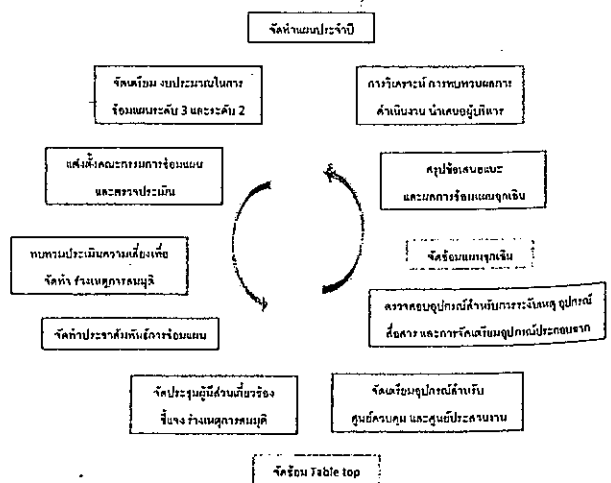 จัดทำแผนประจำปี
จัดเตรียม งบประมาณในการ
ซ้อมแผนระดับ 3 และระดับ 2
แต่งตั้งคณะกรรมการซ้อมแผน
และตรวจประเมิน
ทบทวนประเมินความเสี่ยงเพื่อ
จัดทำ ร่างเหตุการสมมุติ
จัดทำประชาสัมพันธ์การซ้อมแผน
จัดประชุมผู้มีส่วนเกี่ยวข้อง
ชี้แจง ร่างเหตุการสมมุติ
จัดซ้อม Table top
จัดเตรียมอุปกรณ์สำหรับ
ศูนย์ควบคุม และศูนย์ประสานงาน
ตรวจสอบอุปกรณ์สำหรับการระงับเหตุ อุปกรณ์
สื่อสาร และการจัดเตรียมอุปกรณ์ประกอบฉาก
จัดซ้อมแผนฉุกเฉิน
สรุปข้อเสนอแนะ
และผลการซ้อมแผนฉุกเฉิน
การวิเคราะห์ การทบทวนผลการ
ดำเนินงาน นำเสนอผู้บริหาร